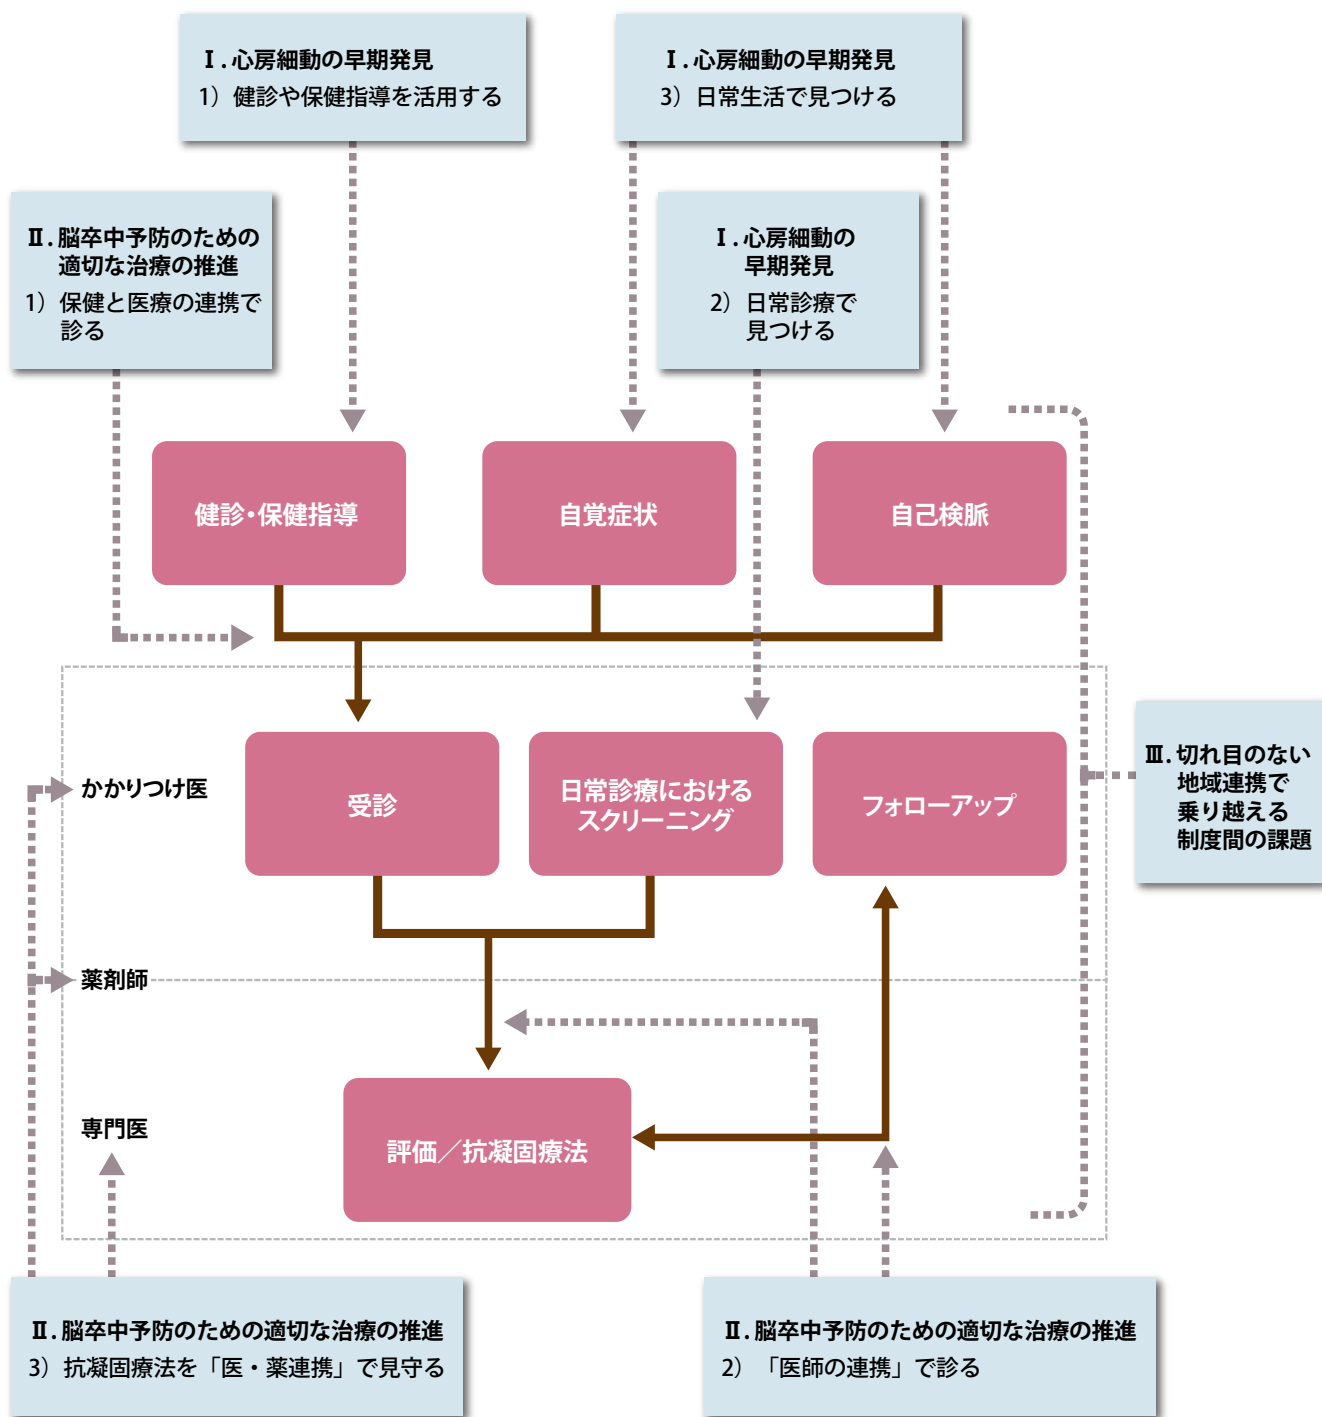 Ⅰ. 心房細動の早期発見
1）健診や保健指導を活用する
Ⅰ. 心房細動の早期発見
3）日常生活で見つける
Ⅱ. 脳卒中予防のための
適切な治療の推進
1）保健と医療の連携で
診る
Ⅰ. 心房細動の
早期発見
2）日常診療で
見つける
健診・保健指導
自覚症状
自己検脈
かかりつけ医
受診
日常診療における
スクリーニング
フォローアップ
Ⅲ. 切れ目のない
地域連携で
乗り越える
制度間の課題
薬剤師
専門医
評価／抗凝固療法
Ⅱ. 脳卒中予防のための適切な治療の推進
3）抗凝固療法を「医・薬連携」で見守る
Ⅱ. 脳卒中予防のための適切な治療の推進
2）「医師の連携」で診る